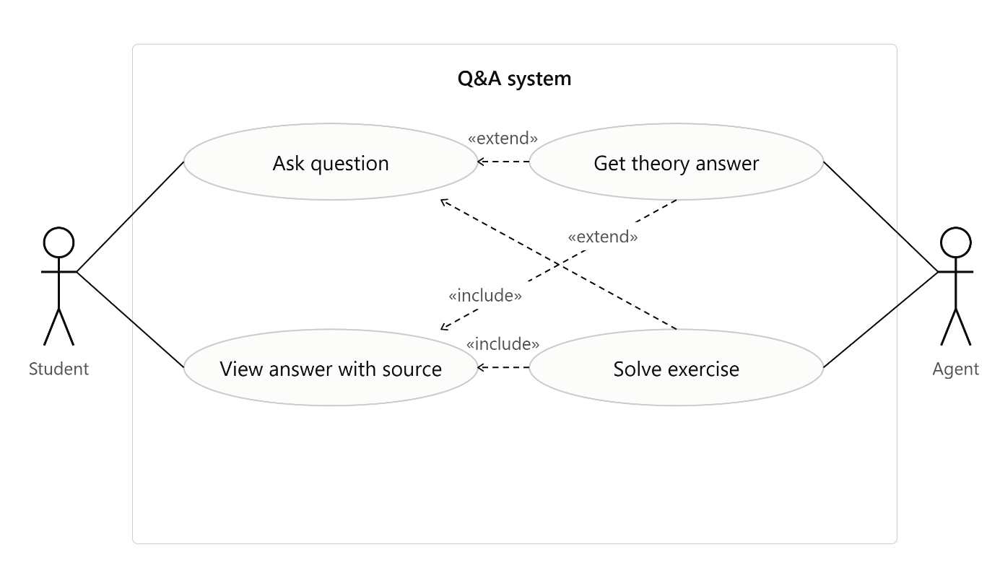 Q&A system
«extend»
Ask question
Get theory answer
«extend»
«include»
«include»
View answer with source
Solve exercise
Student
Agent